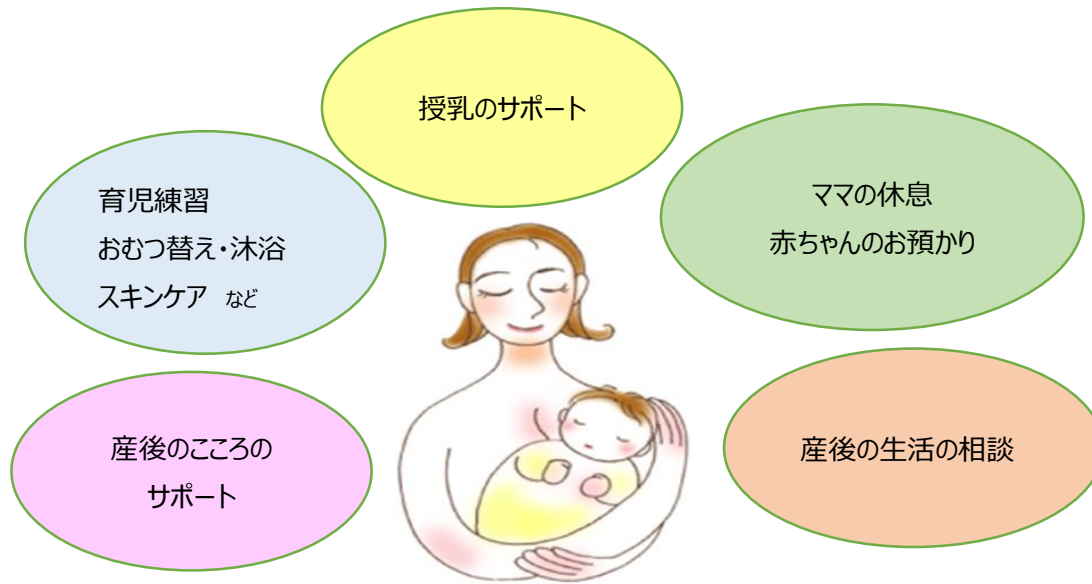 授乳のサポート
育児練習
おむつ替え・沐浴
スキンケア など
ママの休息
赤ちゃんのお預かり
産後のこころの
サポート
産後の生活の相談